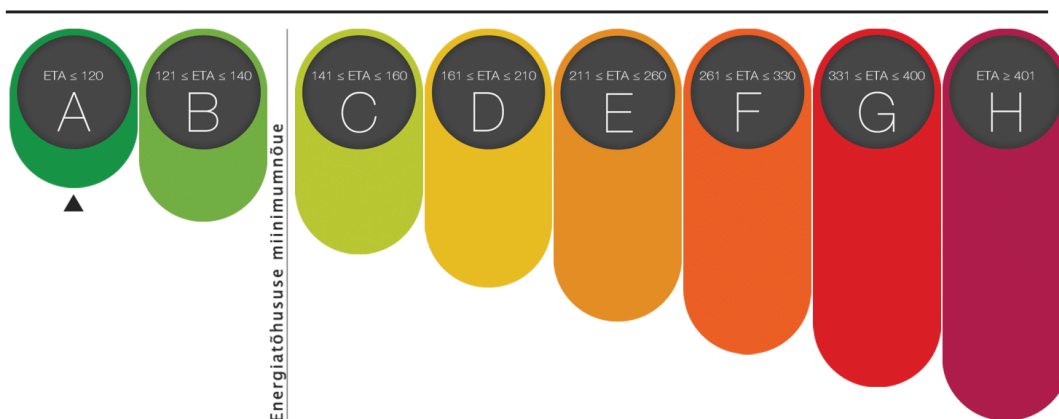 ETA ≤ 120
A
121 ≤ ETA ≤ 140
B
Energiatõhususe miinimumnõue
141 ≤ ETA ≤ 160
C
161 ≤ ETA ≤ 210
D
211 ≤ ETA ≤ 260
E
261 ≤ ETA ≤ 330
F
331 ≤ ETA ≤ 400
G
ETA ≥ 401
H